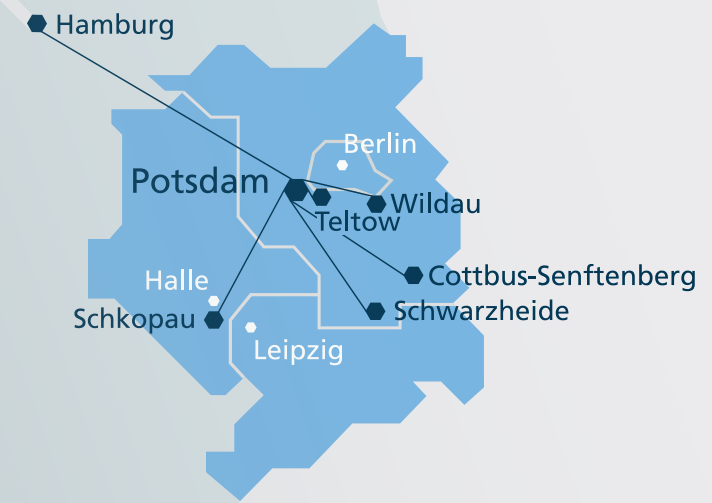 Hamburg
Berlin
Potsdam
Wildau
Teltow
Cottbus-Senftenberg
Halle
Schwarzheide
Schkopau
Leipzig